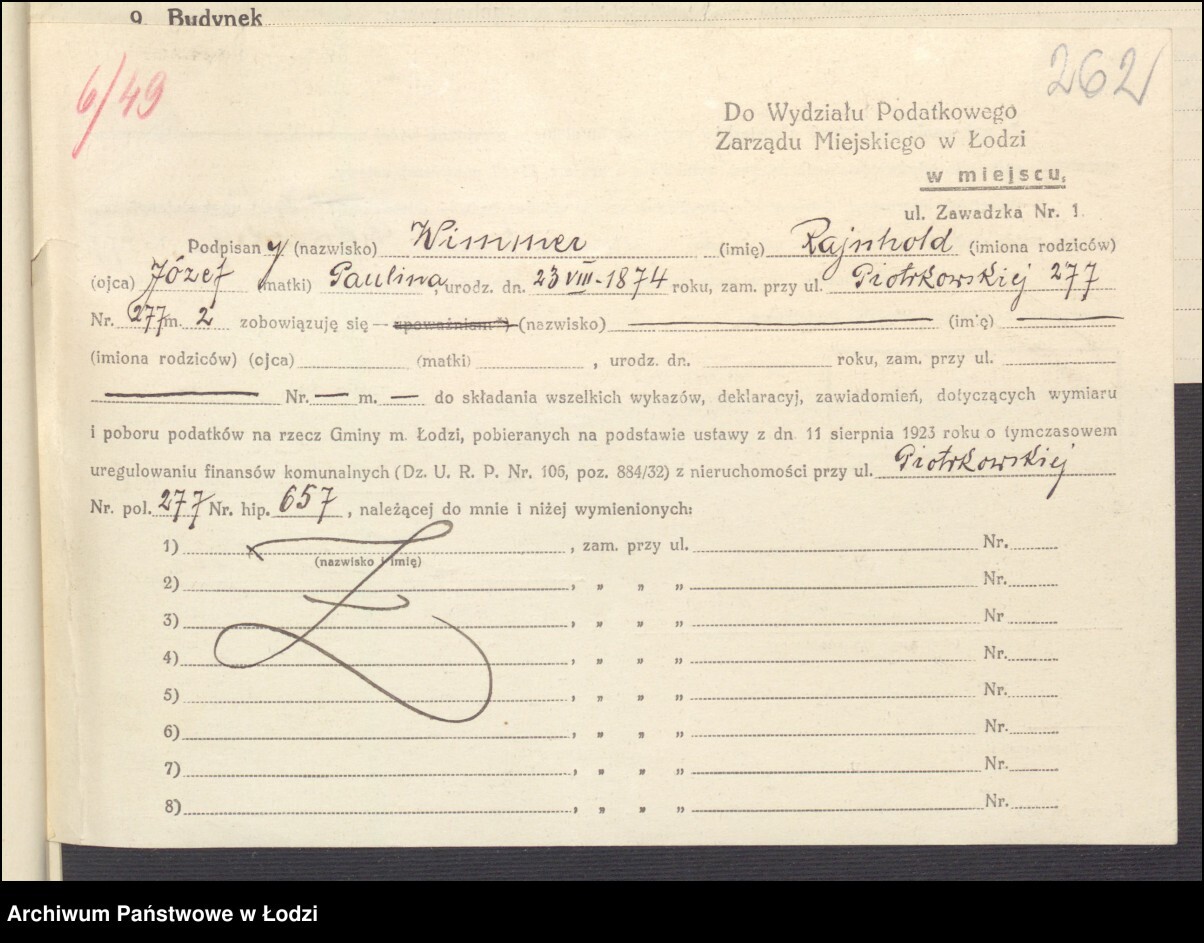 9. Budynek
6/49
262
Do Wydziału Podatkowego
Zarządu Miejskiego w Łodzi
w miejscu,
ul. Zawadzka Nr. 1.
Podpisany (nazwisko) Wimmer (imię) Rajnhold (imiona rodziców)
(ojca) Józef (matki) Paulina, urodz. dn. 23 VIII-1874 roku, zam. przy ul. Piotrkowskiej 277
Nr. 277 m. 2 zobowiązuję się — upoważniam*) (nazwisko) — (imię) —
(imiona rodziców) (ojca) (matki) , urodz. dn. roku, zam. przy ul.
— Nr. — m. — do składania wszelkich wykazów, deklaracyj, zawiadomień, dotyczących wymiaru
i poboru podatków na rzecz Gminy m. Łodzi, pobieranych na podstawie ustawy z dn. 11 sierpnia 1923 roku o tymczasowem
uregulowaniu finansów komunalnych (Dz. U. R. P. Nr. 106, poz. 884/32) z nieruchomości przy ul. Piotrkowskiej
Nr. pol. 277 Nr. hip. 657, należącej do mnie i niżej wymienionych:
1) , zam. przy ul. Nr.
(nazwisko i imię)
2) , „ „ „ Nr.
3) , „ „ „ Nr
4) , „ „ „ Nr.
5) , „ „ „ Nr.
6) , „ „ „ Nr.
7) , „ „ „ Nr.
8) , „ „ „ Nr.
Archiwum Państwowe w Łodzi